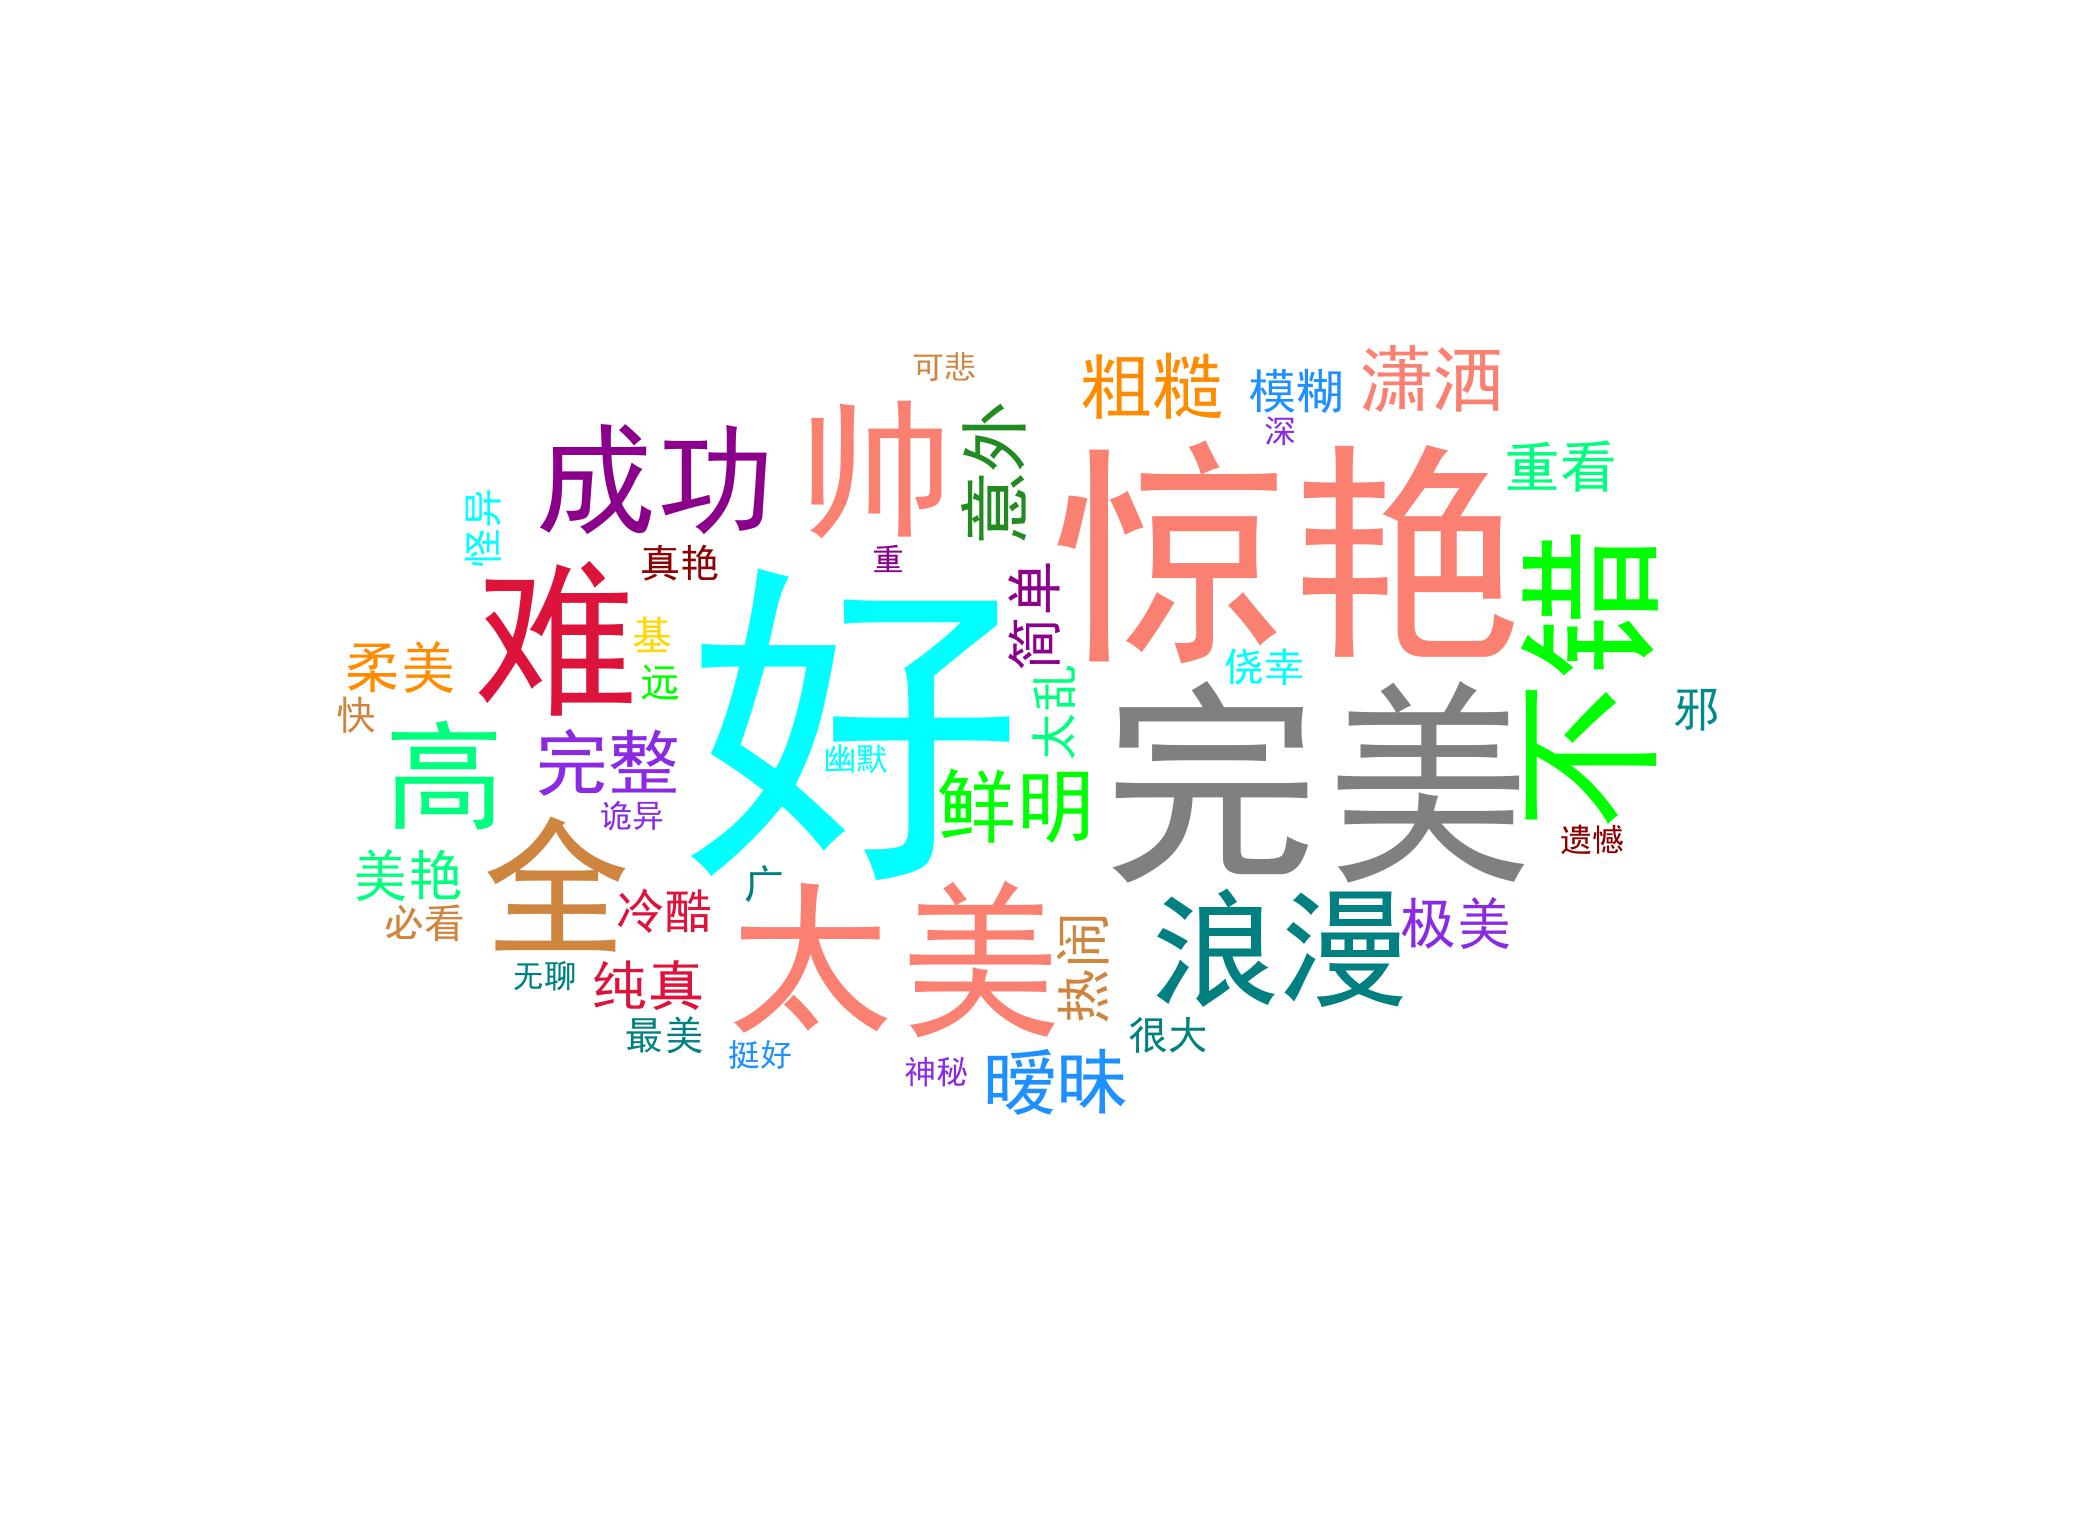 可悲
粗糙
模糊
潇洒
深
成功
帅
意外
惊艳
重看
怪异
真艳
重
难
好
简单
不错
基
柔美
远
太乱
侥幸
快
邪
高
完整
幽默
完美
诡异
鲜明
遗憾
美艳
全
广
必看
冷酷
太美
热闹
浪漫
极美
无聊
纯真
最美
挺好
很大
神秘
暧昧